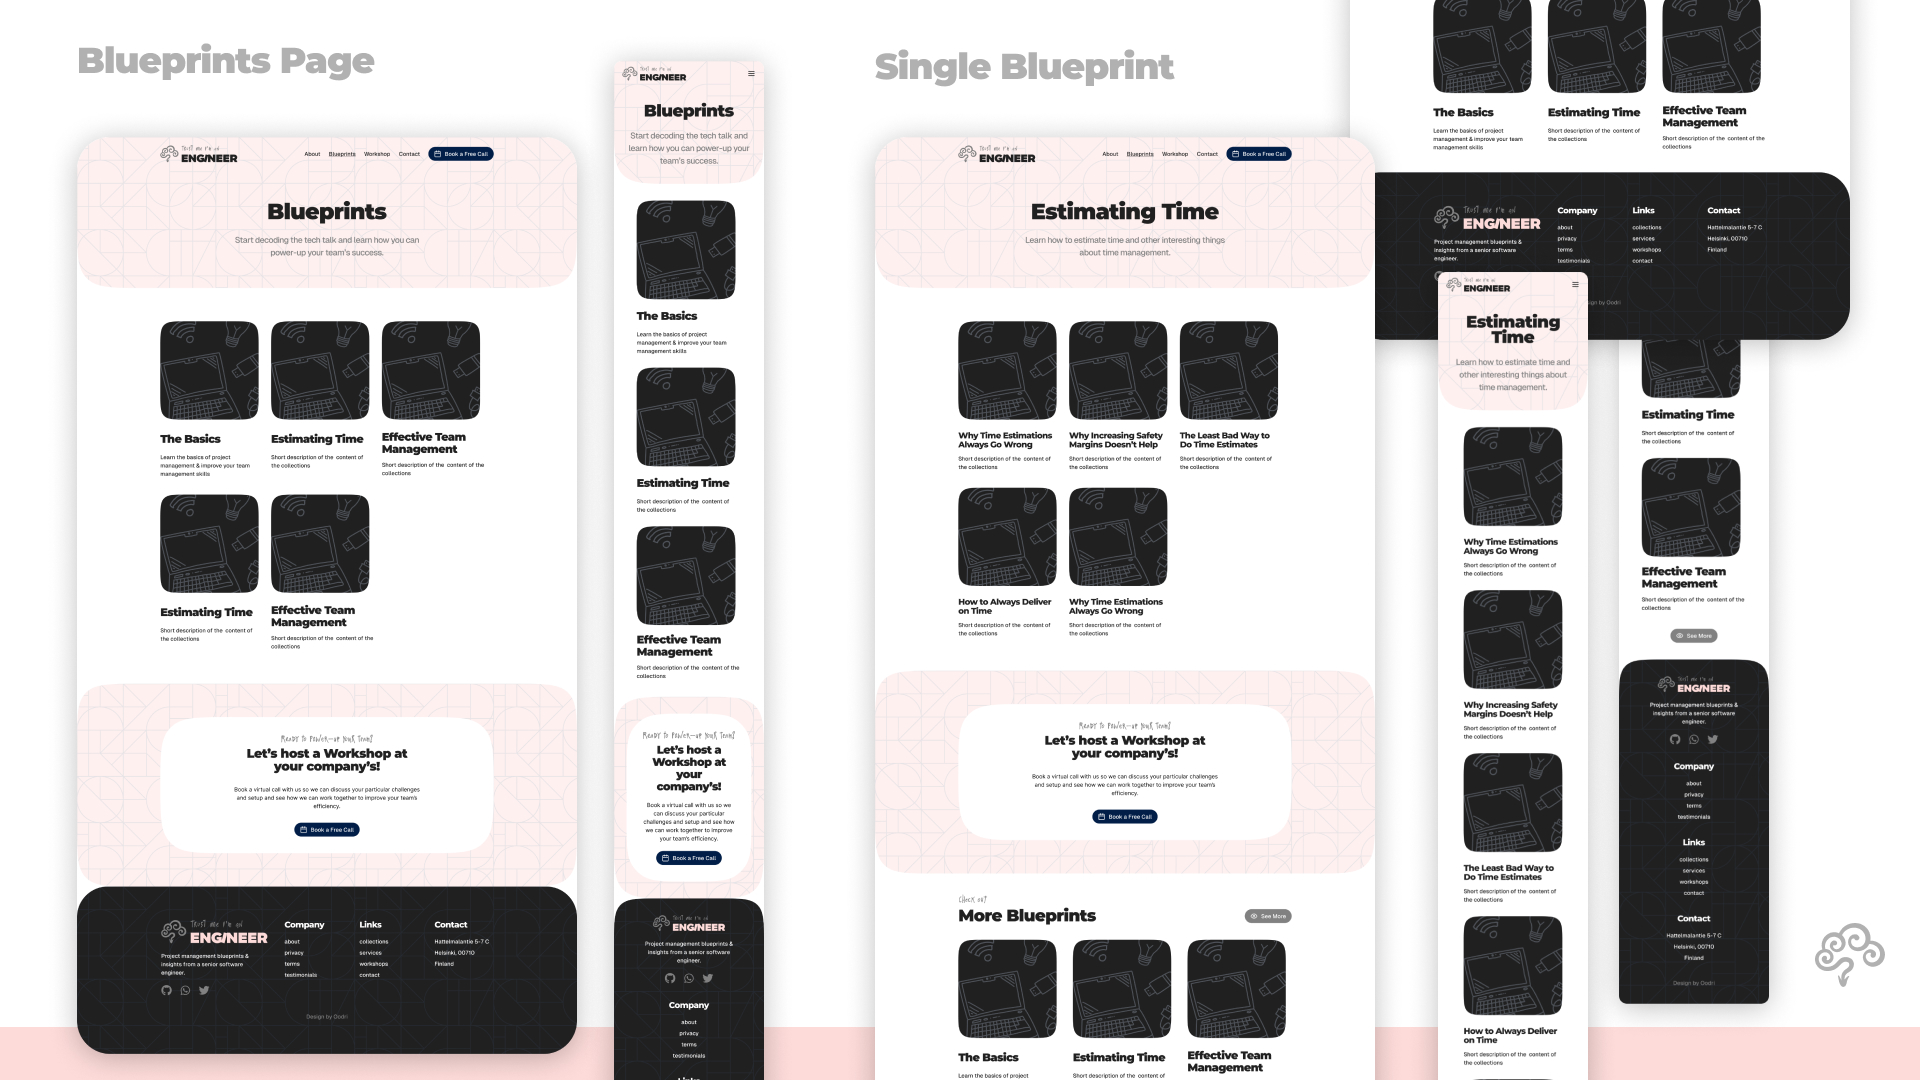 Blueprints Page
TRUST ME I'M AN
ENGINEER
About
Blueprints
Workshop
Contact
Book a Free Call
Blueprints
Start decoding the tech talk and learn how you can
power-up your team's success.
The Basics
Learn the basics of project
management & improve your team
management skills
Estimating Time
Short description of the content of
the collections
Effective Team
Management
Short description of the content of the
collections
Estimating Time
Short description of the content of
the collections
Effective Team
Management
Short description of the content of the
collections
READY TO POWER-UP YOUR TEAM?
Let's host a Workshop at
your company's!
Book a virtual call with us so we can discuss your particular challenges
and setup and see how we can work together to improve your team's
efficiency.
Book a Free Call
TRUST ME I'M AN
ENGINEER
Project management blueprints &
insights from a senior software
engineer.
Company
about
privacy
terms
testimonials
Links
collections
services
workshops
contact
Contact
Hattelmalantie 5-7 C
Helsinki, 00710
Finland
Design by Oodri
TRUST ME I'M AN
ENGINEER
Blueprints
Start decoding the tech talk and
learn how you can power-up your
team's success.
The Basics
Learn the basics of project
management & improve your team
management skills
Estimating Time
Short description of the content of
the collections
Effective Team
Management
Short description of the content of the
collections
READY TO POWER-UP YOUR TEAM?
Let's host a
Workshop at
your
company's!
Book a virtual call with us so we
can discuss your particular
challenges and setup and see how
we can work together to improve
your team's efficiency.
Book a Free Call
TRUST ME I'M AN
ENGINEER
Project management blueprints &
insights from a senior software
engineer.
Company
about
privacy
terms
testimonials
Single Blueprint
TRUST ME I'M AN
ENGINEER
About
Blueprints
Workshop
Contact
Book a Free Call
Estimating Time
Learn how to estimate time and other interesting things
about time management.
Why Time Estimations
Always Go Wrong
Short description of the content of
the collections
Why Increasing Safety
Margins Doesn't Help
Short description of the content of
the collections
The Least Bad Way to
Do Time Estimates
Short description of the content of
the collections
How to Always Deliver
on Time
Short description of the content of
the collections
Why Time Estimations
Always Go Wrong
Short description of the content of
the collections
READY TO POWER-UP YOUR TEAM?
Let's host a Workshop at
your company's!
Book a virtual call with us so we can discuss your particular challenges
and setup and see how we can work together to improve your team's
efficiency.
Book a Free Call
CHECK OUT
More Blueprints
See More
The Basics
Learn the basics of project
Estimating Time
Short description of the content of
Effective Team
Management
The Basics
Learn the basics of project
management & improve your team
management skills
Estimating Time
Short description of the content of
the collections
Effective Team
Management
Short description of the content of the
collections
TRUST ME I'M AN
ENGINEER
Project management blueprints &
insights from a senior software
engineer.
Company
about
privacy
terms
testimonials
Links
collections
services
workshops
contact
Contact
Hattelmalantie 5-7 C
Helsinki, 00710
Finland
by Oodri
TRUST ME I'M AN
ENGINEER
Estimating
Time
Learn how to estimate time and
other interesting things about
time management.
Why Time Estimations
Always Go Wrong
Short description of the content of
the collections
Why Increasing Safety
Margins Doesn't Help
Short description of the content of
the collections
The Least Bad Way to
Do Time Estimates
Short description of the content of
the collections
How to Always Deliver
on Time
Short description of the content of
the collections
Estimating Time
Short description of the content of
the collections
Effective Team
Management
Short description of the content of the
collections
See More
TRUST ME I'M AN
ENGINEER
Project management blueprints &
insights from a senior software
engineer.
Company
about
privacy
terms
testimonials
Links
collections
services
workshops
contact
Contact
Hattelmalantie 5-7 C
Helsinki, 00710
Finland
Design by Oodri